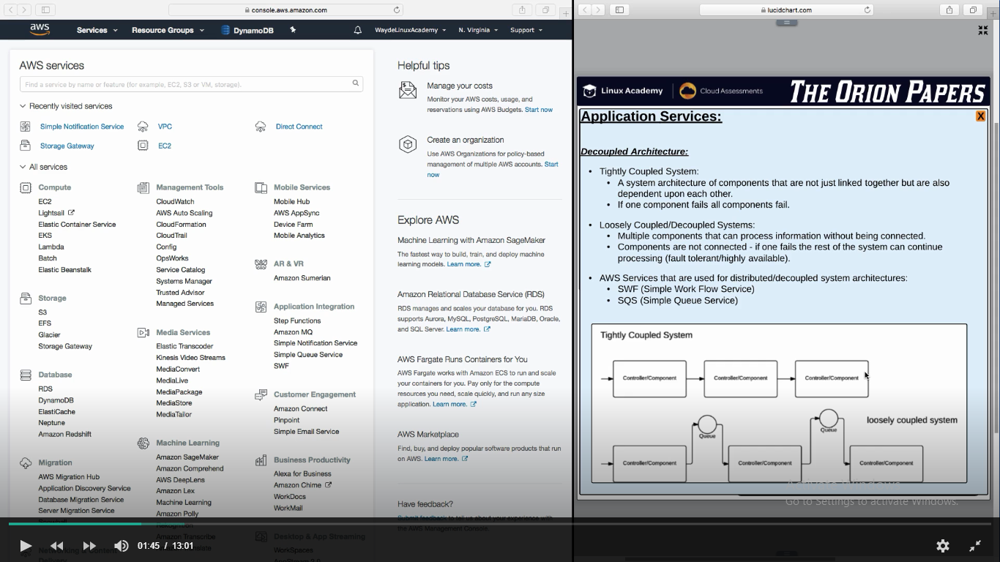 console.aws.amazon.com
aws
Services
Resource Groups
DynamoDB
WaydeLinuxAcademy
N. Virginia
Support
AWS services
Find a service by name or feature (for example, EC2, S3 or VM, storage).
Recently visited services
Simple Notification Service
VPC
Direct Connect
Storage Gateway
EC2
All services
Compute
EC2
Lightsail
Elastic Container Service
EKS
Lambda
Batch
Elastic Beanstalk
Storage
S3
EFS
Glacier
Storage Gateway
Database
RDS
DynamoDB
ElastiCache
Neptune
Amazon Redshift
Migration
AWS Migration Hub
Application Discovery Service
Database Migration Service
Server Migration Service
Management Tools
CloudWatch
AWS Auto Scaling
CloudFormation
CloudTrail
Config
OpsWorks
Service Catalog
Systems Manager
Trusted Advisor
Managed Services
Media Services
Elastic Transcoder
Kinesis Video Streams
MediaConvert
MediaLive
MediaPackage
MediaStore
MediaTailor
Machine Learning
Amazon SageMaker
Amazon Comprehend
AWS DeepLens
Amazon Lex
Machine Learning
Amazon Polly
Mobile Services
Mobile Hub
AWS AppSync
Device Farm
Mobile Analytics
AR & VR
Amazon Sumerian
Application Integration
Step Functions
Amazon MQ
Simple Notification Service
Simple Queue Service
SWF
Customer Engagement
Amazon Connect
Pinpoint
Simple Email Service
Business Productivity
Alexa for Business
Amazon Chime
WorkDocs
WorkMail
Desktop & App Streaming
WorkSpaces
Helpful tips
Manage your costs
Monitor your AWS costs, usage, and
reservations using AWS Budgets. Start now
Create an organization
Use AWS Organizations for policy-based
management of multiple AWS accounts. Start
now
Explore AWS
Machine Learning with Amazon SageMaker
The fastest way to build, train, and deploy machine
learning models. Learn more.
Amazon Relational Database Service (RDS)
RDS manages and scales your database for you. RDS
supports Aurora, MySQL, PostgreSQL, MariaDB, Oracle,
and SQL Server. Learn more.
AWS Fargate Runs Containers for You
AWS Fargate works with Amazon ECS to run and scale
your containers for you. Pay only for the compute
resources you need, scale quickly, and run any size
application. Learn more.
AWS Marketplace
Find, buy, and deploy popular software products that run
on AWS. Learn more.
Have feedback?
Submit feedback to tell us about your experience with
the AWS Management Console.
01:45 / 13:01
lucidchart.com
Linux Academy
Cloud Assessments
THE ORION PAPERS
Application Services:
X
Decoupled Architecture:
• Tightly Coupled System:
• A system architecture of components that are not just linked together but are also
dependent upon each other.
• If one component fails all components fail.
• Loosely Coupled/Decoupled Systems:
• Multiple components that can process information without being connected.
• Components are not connected - if one fails the rest of the system can continue
processing (fault tolerant/highly available).
• AWS Services that are used for distributed/decoupled system architectures:
• SWF (Simple Work Flow Service)
• SQS (Simple Queue Service)
Tightly Coupled System
Controller/Component
Controller/Component
Controller/Component
Queue
Queue
loosely coupled system
Controller/Component
Controller/Component
Controller/Component
Activate Windows
Go to Settings to activate Windows.